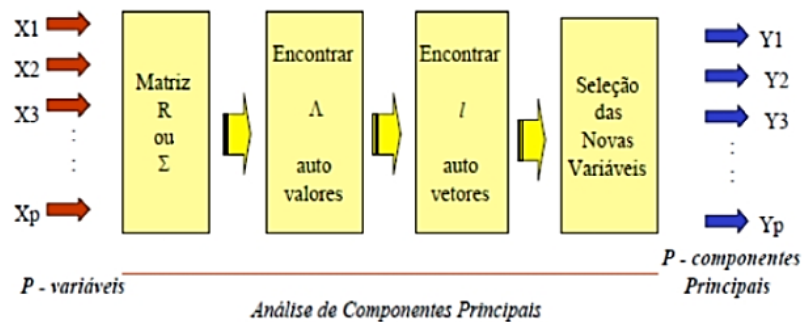 X1
X2
X3
:
:
Xp
P - variáveis
Matriz
R
ou
Σ
Encontrar
Λ
auto
valores
Encontrar
l
auto
vetores
Seleção
das
Novas
Variáveis
Y1
Y2
Y3
:
:
Yp
P - componentes
Principais
Análise de Componentes Principais